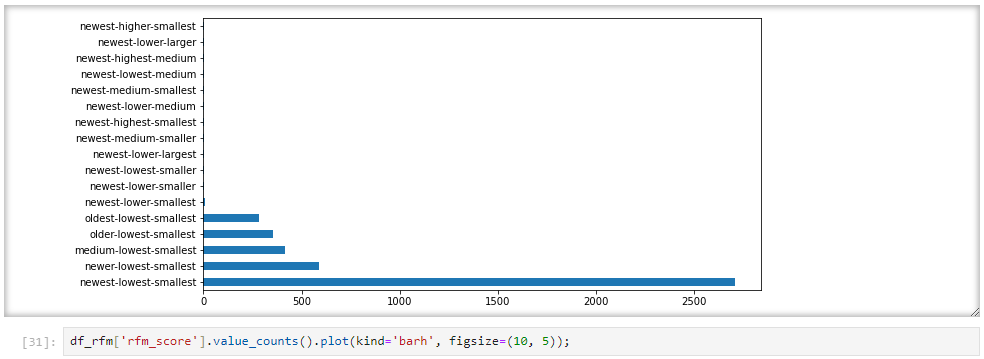 newest-higher-smallest
newest-lower-larger
newest-highest-medium
newest-lowest-medium
newest-medium-smallest
newest-lower-medium
newest-highest-smallest
newest-medium-smaller
newest-lower-largest
newest-lowest-smaller
newest-lower-smaller
newest-lower-smallest
oldest-lowest-smallest
older-lowest-smallest
medium-lowest-smallest
newer-lowest-smallest
newest-lowest-smallest
0 500 1000 1500 2000 2500
[31]: df_rfm['rfm_score'].value_counts().plot(kind='barh', figsize=(10, 5));